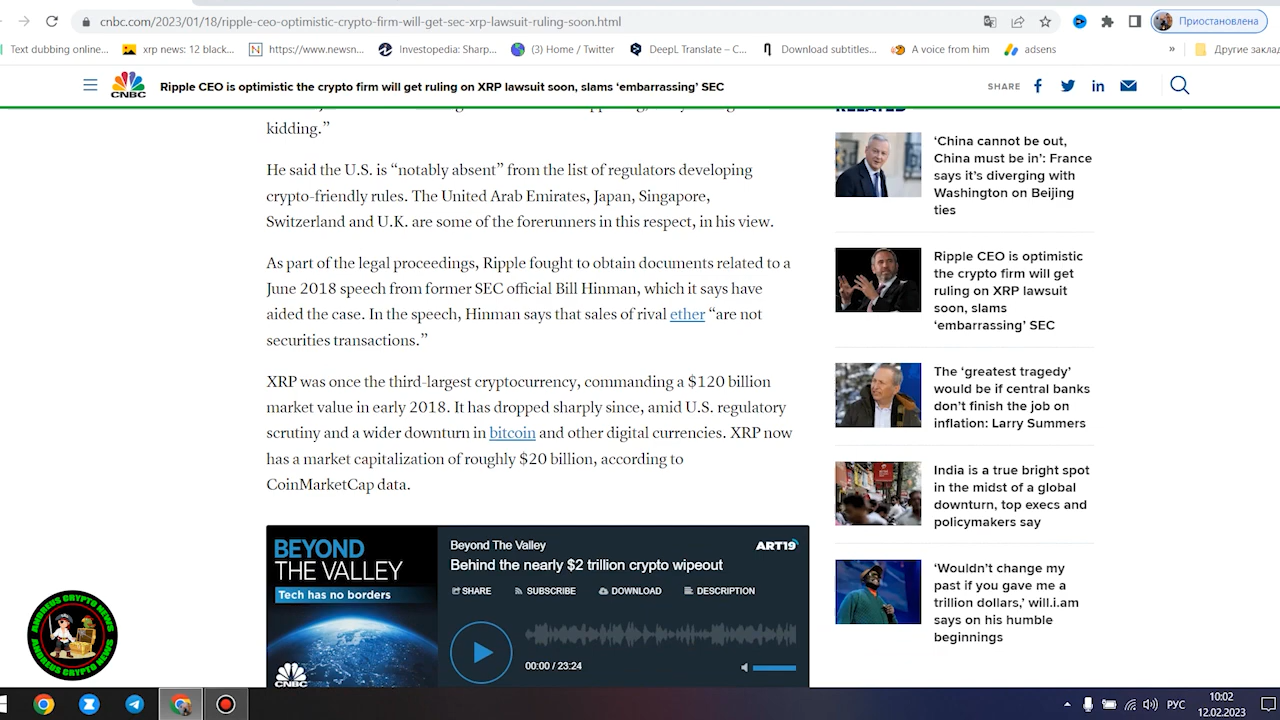 cnbc.com/2023/01/18/ripple-ceo-optimistic-crypto-firm-will-get-sec-xrp-lawsuit-ruling-soon.html
Приостановлена
Text dubbing online...
xrp news: 12 black...
https://www.newsn...
Investopedia: Sharp...
(3) Home / Twitter
DeepL Translate – C...
Download subtitles...
A voice from him
adsens
»
Другие заклад
CNBC
Ripple CEO is optimistic the crypto firm will get ruling on XRP lawsuit soon, slams ‘embarrassing’ SEC
SHARE
kidding.”
He said the U.S. is “notably absent” from the list of regulators developing
crypto-friendly rules. The United Arab Emirates, Japan, Singapore,
Switzerland and U.K. are some of the forerunners in this respect, in his view.
As part of the legal proceedings, Ripple fought to obtain documents related to a
June 2018 speech from former SEC official Bill Hinman, which it says have
aided the case. In the speech, Hinman says that sales of rival ether “are not
securities transactions.”
XRP was once the third-largest cryptocurrency, commanding a $120 billion
market value in early 2018. It has dropped sharply since, amid U.S. regulatory
scrutiny and a wider downturn in bitcoin and other digital currencies. XRP now
has a market capitalization of roughly $20 billion, according to
CoinMarketCap data.
BEYOND
THE VALLEY
Tech has no borders
CNBC
Beyond The Valley
ART19
Behind the nearly $2 trillion crypto wipeout
SHARE
SUBSCRIBE
DOWNLOAD
DESCRIPTION
00:00 / 23:24
RELATED
‘China cannot be out,
China must be in’: France
says it’s diverging with
Washington on Beijing
ties
Ripple CEO is optimistic
the crypto firm will get
ruling on XRP lawsuit
soon, slams
‘embarrassing’ SEC
The ‘greatest tragedy’
would be if central banks
don’t finish the job on
inflation: Larry Summers
India is a true bright spot
in the midst of a global
downturn, top execs and
policymakers say
‘Wouldn’t change my
past if you gave me a
trillion dollars,’ will.i.am
says on his humble
beginnings
ANDREUS CRYPTO NEWS
ANDREUS CRYPTO NEWS
РУС
10:02
12.02.2023